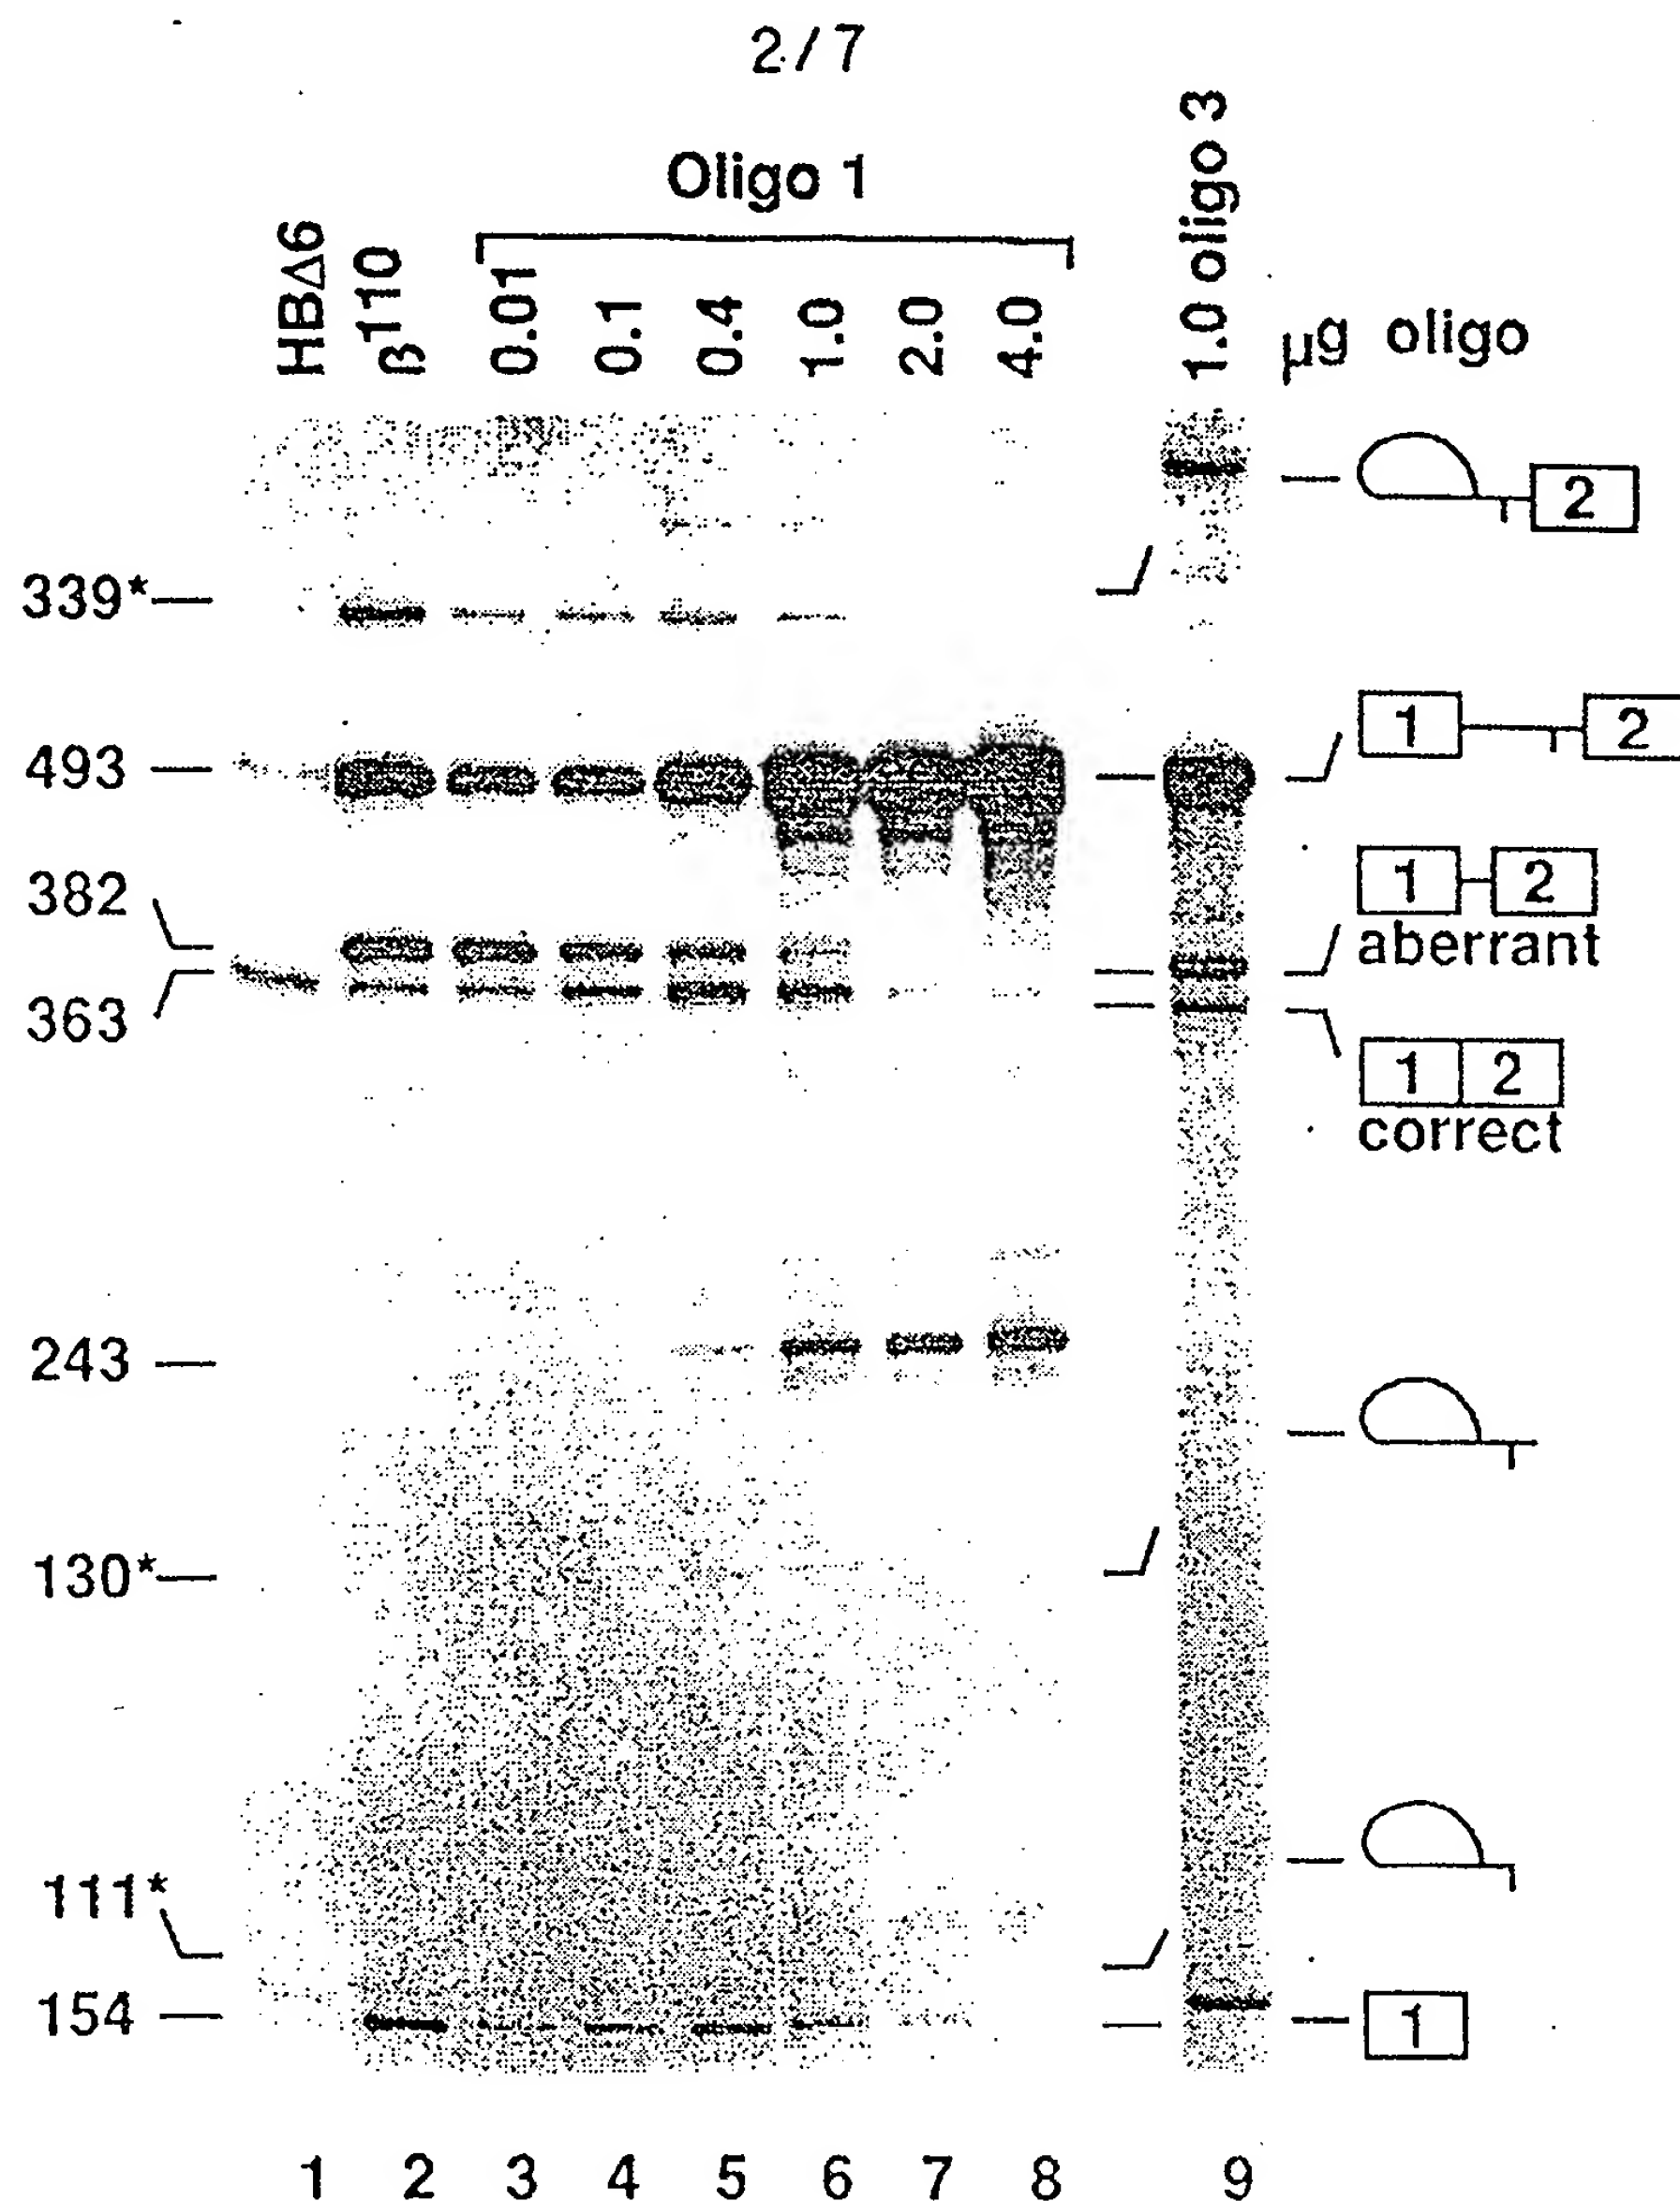 2/7
Oligo 1
HBΔ6
β110
0.01
0.1
0.4
1.0
2.0
4.0
1.0 oligo 3
µg oligo
2
339*
1 2
493
382
1 2
aberrant
363
1 2
correct
243
130*
111*
154
1
1 2 3 4 5 6 7 8 9